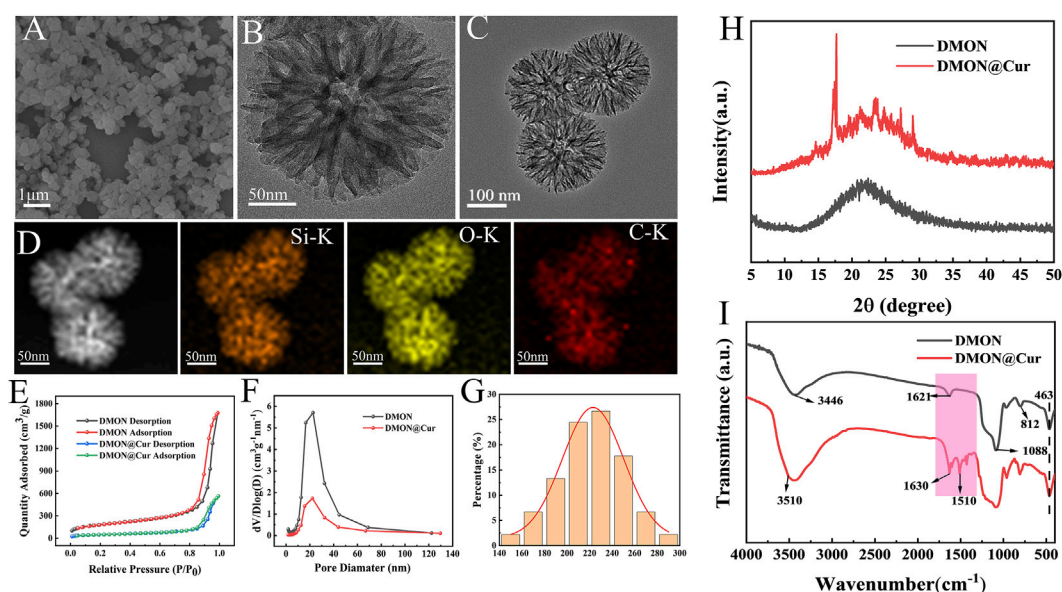 A
1μm
B
50nm
C
100 nm
D
50nm
Si-K
50nm
O-K
50nm
C-K
50nm
E
Quantity Adsorbed (cm³/g)
1800
1500
1200
900
600
300
0
DMON Desorption
DMON Adsorption
DMON@Cur Desorption
DMON@Cur Adsorption
0.0 0.2 0.4 0.6 0.8 1.0
Relative Pressure (P/P₀)
F
dV/Dlog(D) (cm³g⁻¹nm⁻¹)
6
5
4
3
2
1
0
DMON
DMON@Cur
0 20 40 60 80 100 120 140
Pore Diamater (nm)
G
Percentage (%)
30
25
20
15
10
5
0
140 160 180 200 220 240 260 280 300
H
Intensity(a.u.)
DMON
DMON@Cur
5 10 15 20 25 30 35 40 45 50
2θ (degree)
I
Transmittance (a.u.)
DMON
DMON@Cur
3446
1621
463
812
1088
3510
1630
1510
4000 3500 3000 2500 2000 1500 1000 500
Wavenumber(cm⁻¹)